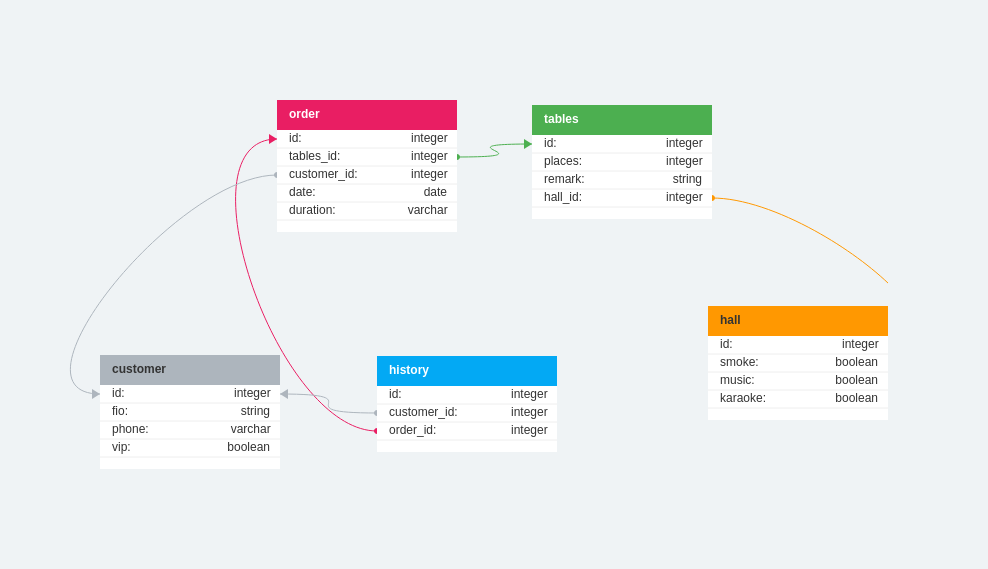 order
id: integer
tables_id: integer
customer_id: integer
date: date
duration: varchar
tables
id: integer
places: integer
remark: string
hall_id: integer
hall
id: integer
smoke: boolean
music: boolean
karaoke: boolean
customer
id: integer
fio: string
phone: varchar
vip: boolean
history
id: integer
customer_id: integer
order_id: integer